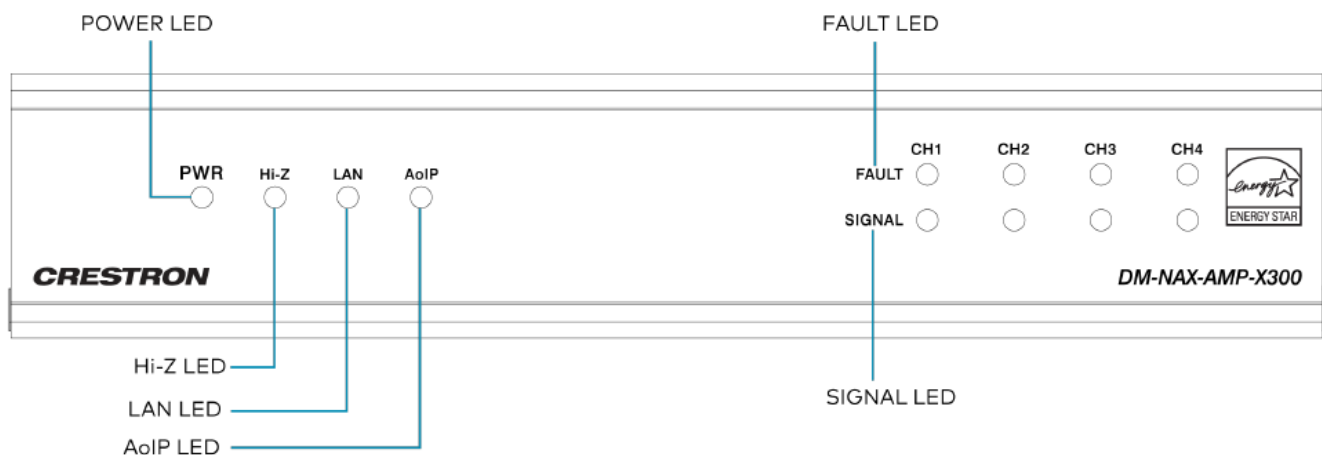 POWER LED
FAULT LED
PWR Hi-Z LAN AoIP
CH1 CH2 CH3 CH4
FAULT
SIGNAL
energy
ENERGY STAR
CRESTRON
DM-NAX-AMP-X300
Hi-Z LED
LAN LED
AoIP LED
SIGNAL LED